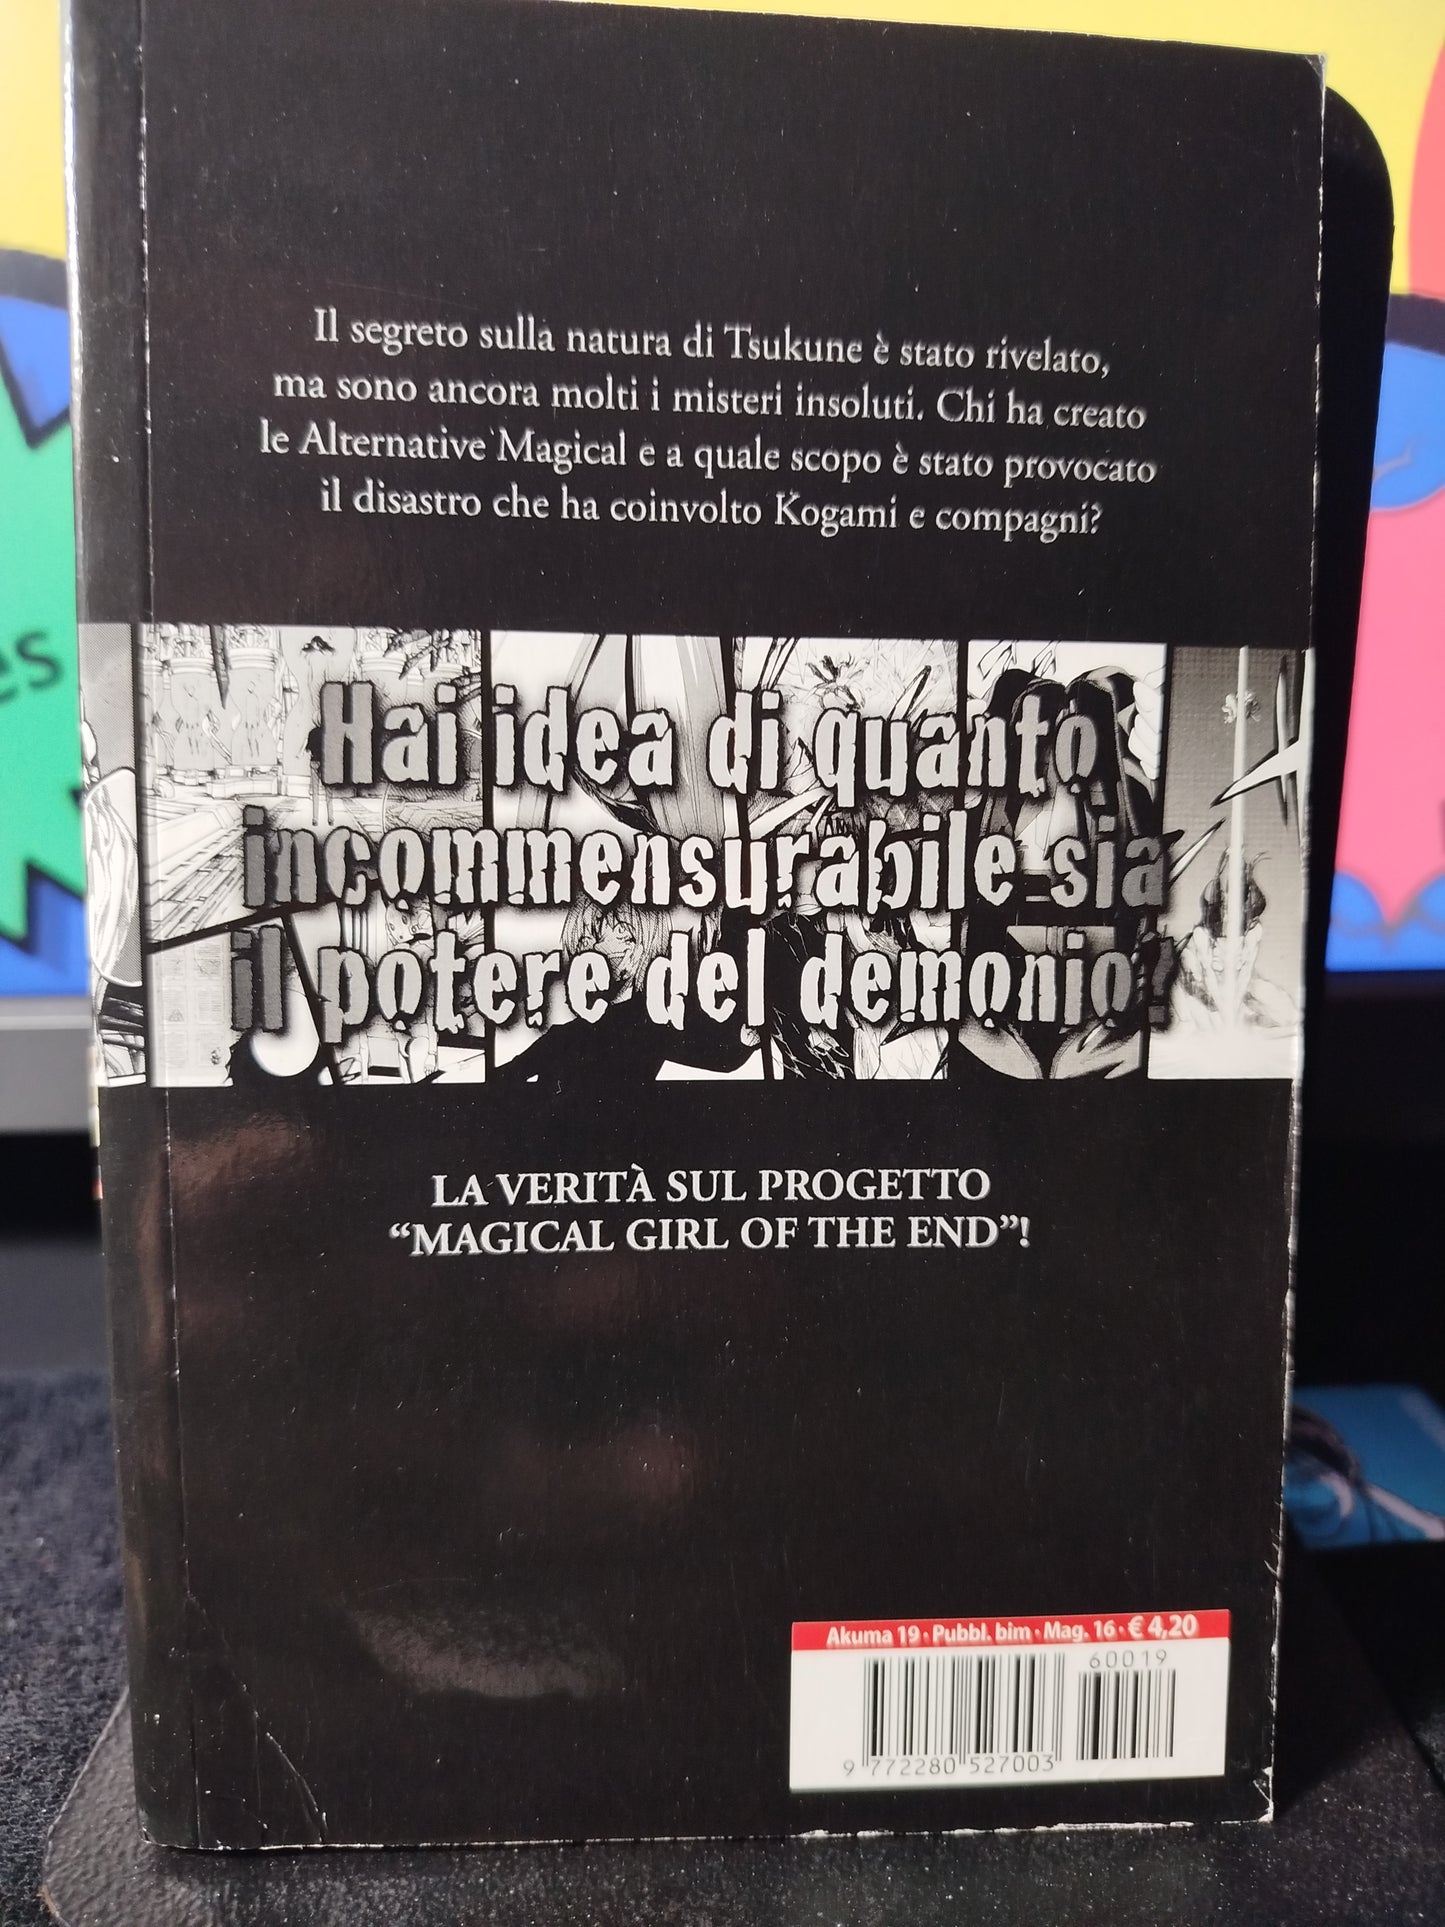 Il segreto sulla natura di Tsukune è stato rivelato,
ma sono ancora molti i misteri insoluti. Chi ha creato
le Alternative Magical e a quale scopo è stato provocato
il disastro che ha coinvolto Kogami e compagni?
es
Hai idea di quanto
incommensurabile sia
il potere del demonio?
LA VERITÀ SUL PROGETTO
“MAGICAL GIRL OF THE END”!
Akuma 19 · Pubbl. bim · Mag. 16 · € 4,20
60019
9 772280 527003